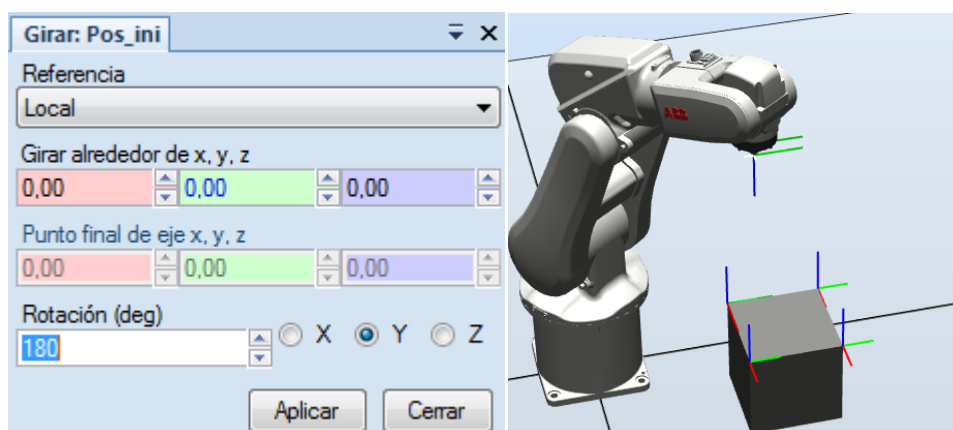 Girar: Pos_ini
Referencia
Local
Girar alrededor de x, y, z
0,00 0,00 0,00
Punto final de eje x, y, z
0,00 0,00 0,00
Rotación (deg)
180 X Y Z
Aplicar Cerrar
ABB